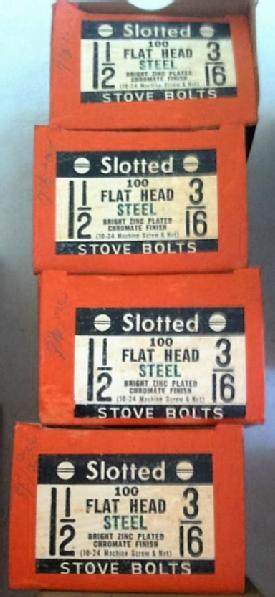 Slotted
100
1 1/2 FLAT HEAD 3/16
STEEL
BRIGHT ZINC PLATED
CHROMATE FINISH
(10-24 Machine Screw & Nut)
STOVE BOLTS
Slotted
100
1 1/2 FLAT HEAD 3/16
STEEL
BRIGHT ZINC PLATED
CHROMATE FINISH
(10-24 Machine Screw & Nut)
STOVE BOLTS
Slotted
100
1 1/2 FLAT HEAD 3/16
STEEL
BRIGHT ZINC PLATED
CHROMATE FINISH
(10-24 Machine Screw & Nut)
STOVE BOLTS
Slotted
100
1 1/2 FLAT HEAD 3/16
STEEL
BRIGHT ZINC PLATED
CHROMATE FINISH
(10-24 Machine Screw & Nut)
STOVE BOLTS